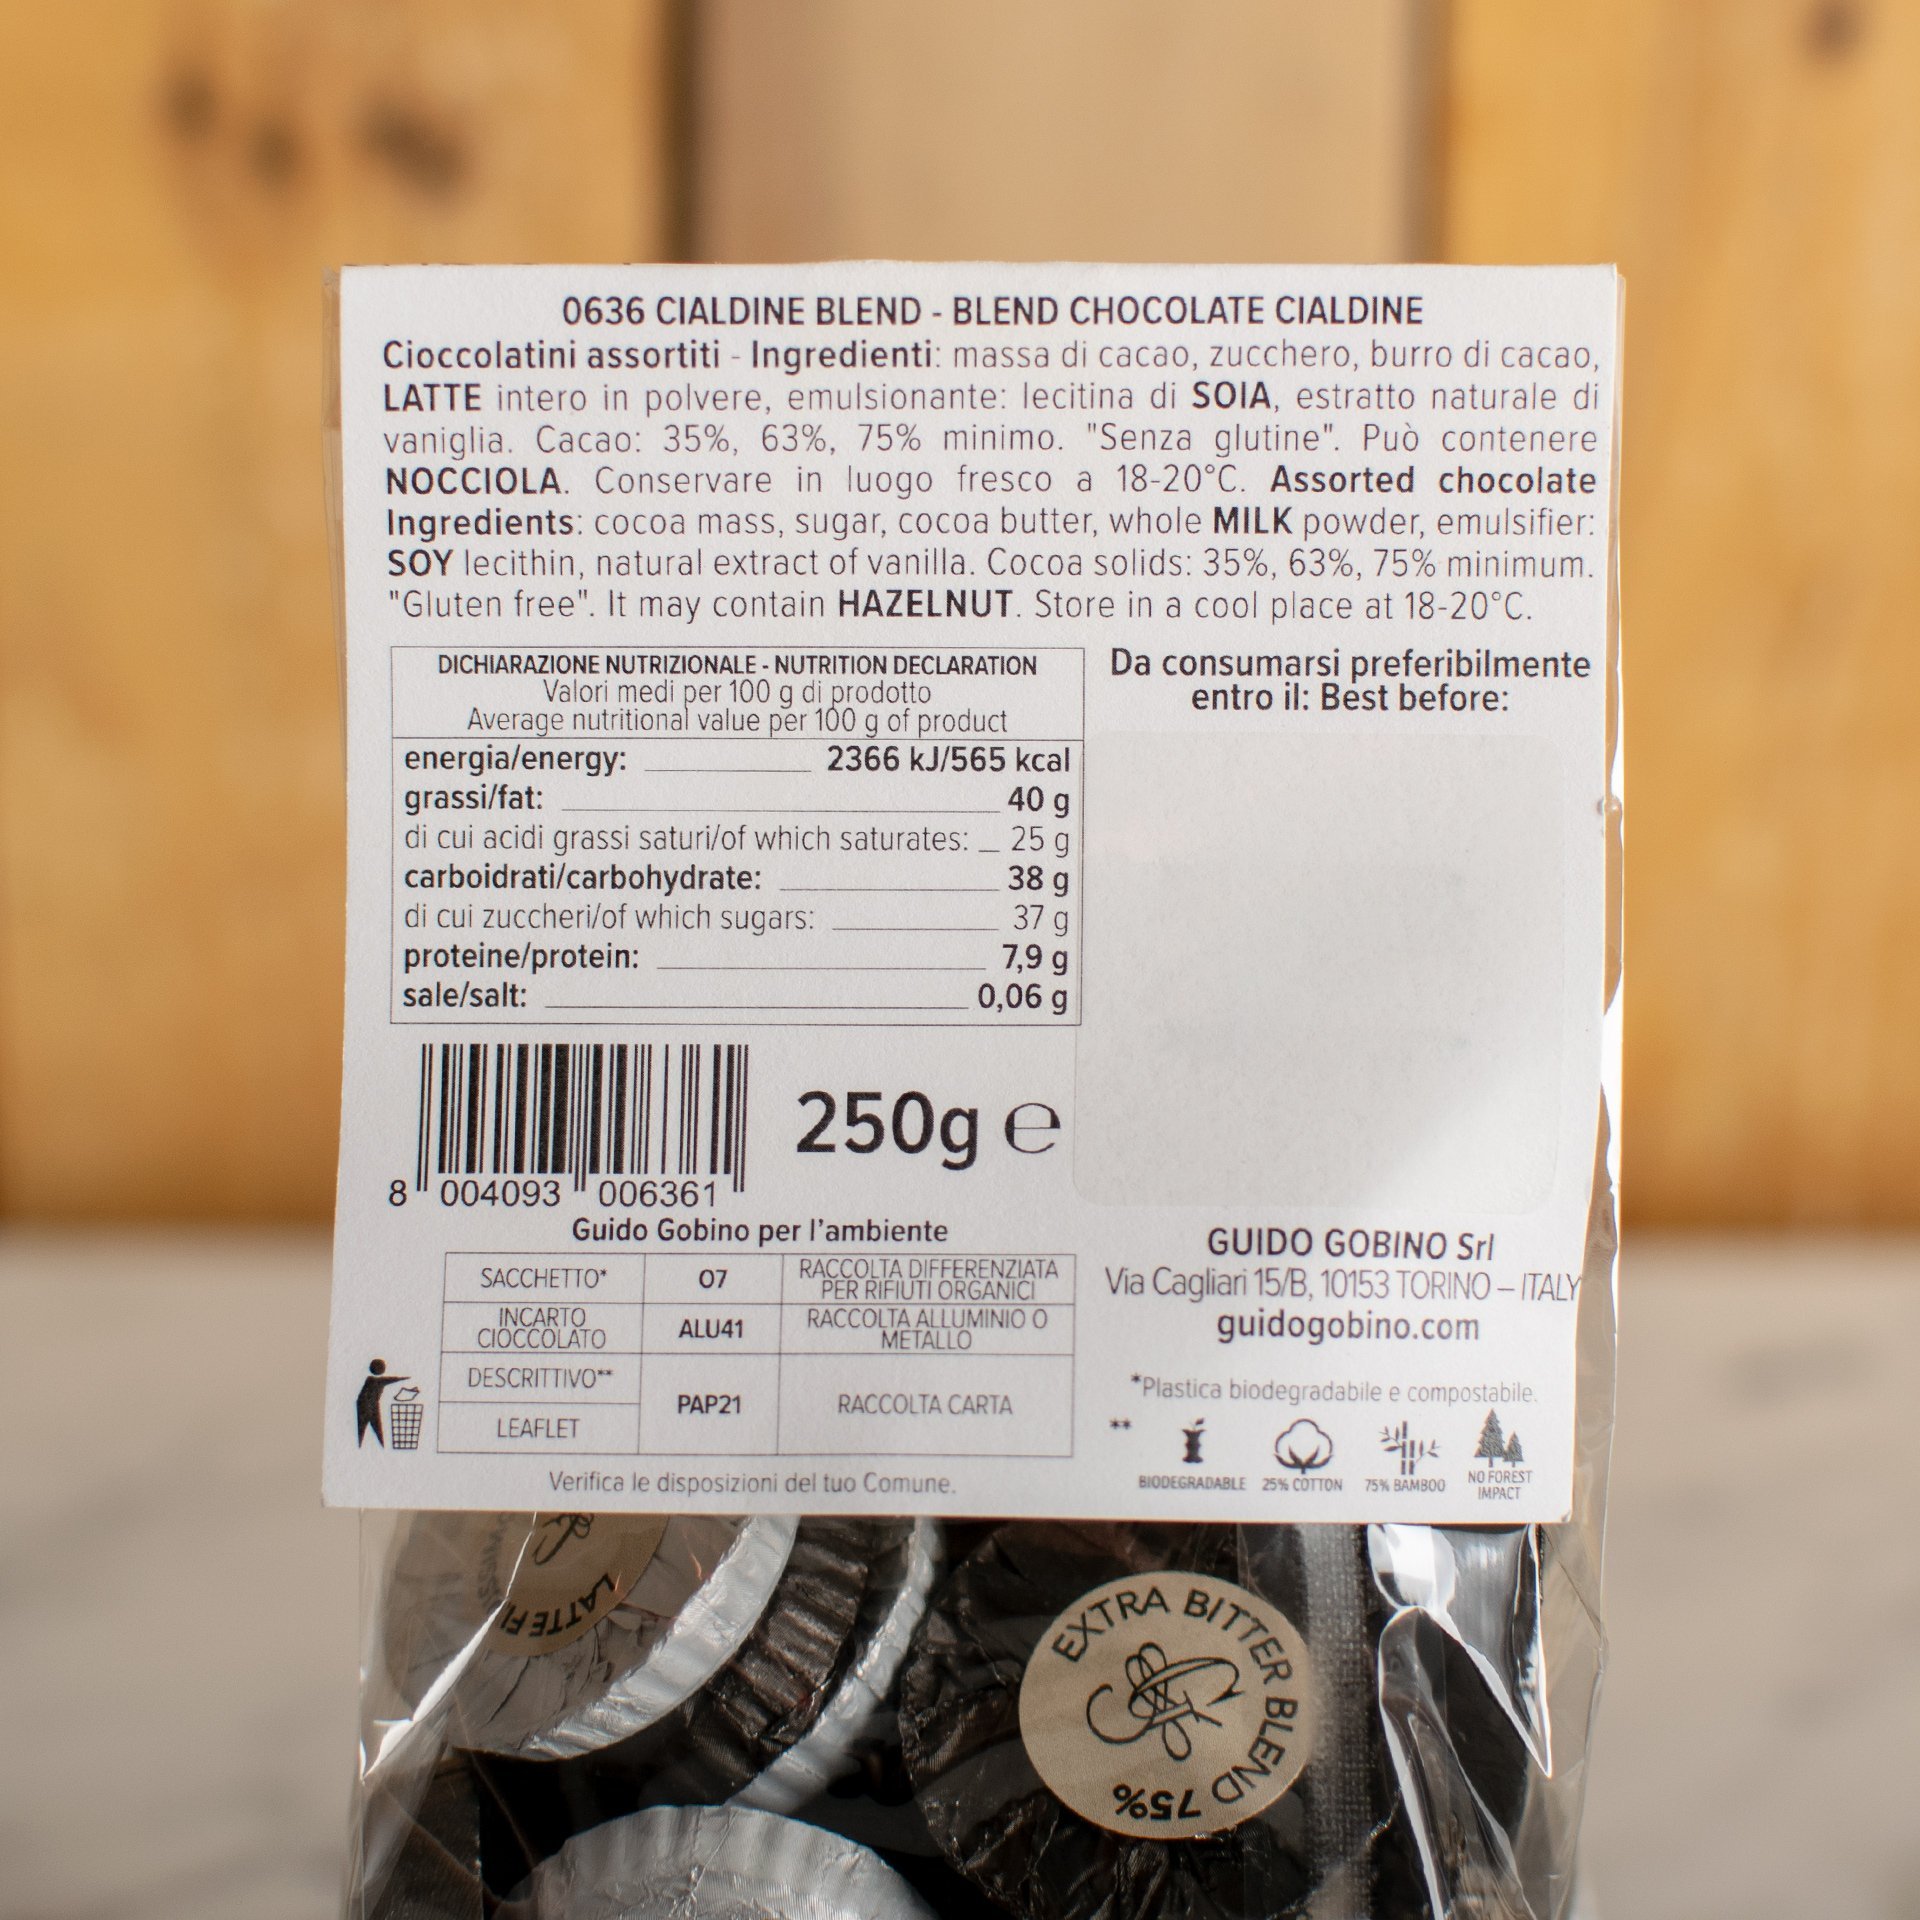 0636 CIALDINE BLEND - BLEND CHOCOLATE CIALDINE
Cioccolatini assortiti - Ingredienti: massa di cacao, zucchero, burro di cacao,
LATTE intero in polvere, emulsionante: lecitina di SOIA, estratto naturale di
vaniglia. Cacao: 35%, 63%, 75% minimo. "Senza glutine". Può contenere
NOCCIOLA. Conservare in luogo fresco a 18-20°C. Assorted chocolate
Ingredients: cocoa mass, sugar, cocoa butter, whole MILK powder, emulsifier:
SOY lecithin, natural extract of vanilla. Cocoa solids: 35%, 63%, 75% minimum.
"Gluten free". It may contain HAZELNUT. Store in a cool place at 18-20°C.
DICHIARAZIONE NUTRIZIONALE - NUTRITION DECLARATION
Valori medi per 100 g di prodotto
Average nutritional value per 100 g of product
energia/energy: 2366 kJ/565 kcal
grassi/fat: 40 g
di cui acidi grassi saturi/of which saturates: 25 g
carboidrati/carbohydrate: 38 g
di cui zuccheri/of which sugars: 37 g
proteine/protein: 7,9 g
sale/salt: 0,06 g
Da consumarsi preferibilmente
entro il: Best before:
8 004093 006361
250g e
Guido Gobino per l'ambiente
SACCHETTO* 07 RACCOLTA DIFFERENZIATA
PER RIFIUTI ORGANICI
INCARTO
CIOCCOLATO ALU41 RACCOLTA ALLUMINIO O
METALLO
DESCRITTIVO**
LEAFLET PAP21 RACCOLTA CARTA
Verifica le disposizioni del tuo Comune.
GUIDO GOBINO Srl
Via Cagliari 15/B, 10153 TORINO – ITALY
guidogobino.com
*Plastica biodegradabile e compostabile.
**
BIODEGRADABLE 25% COTTON 75% BAMBOO NO FOREST
IMPACT
EXTRA BITTER BLEND 75%